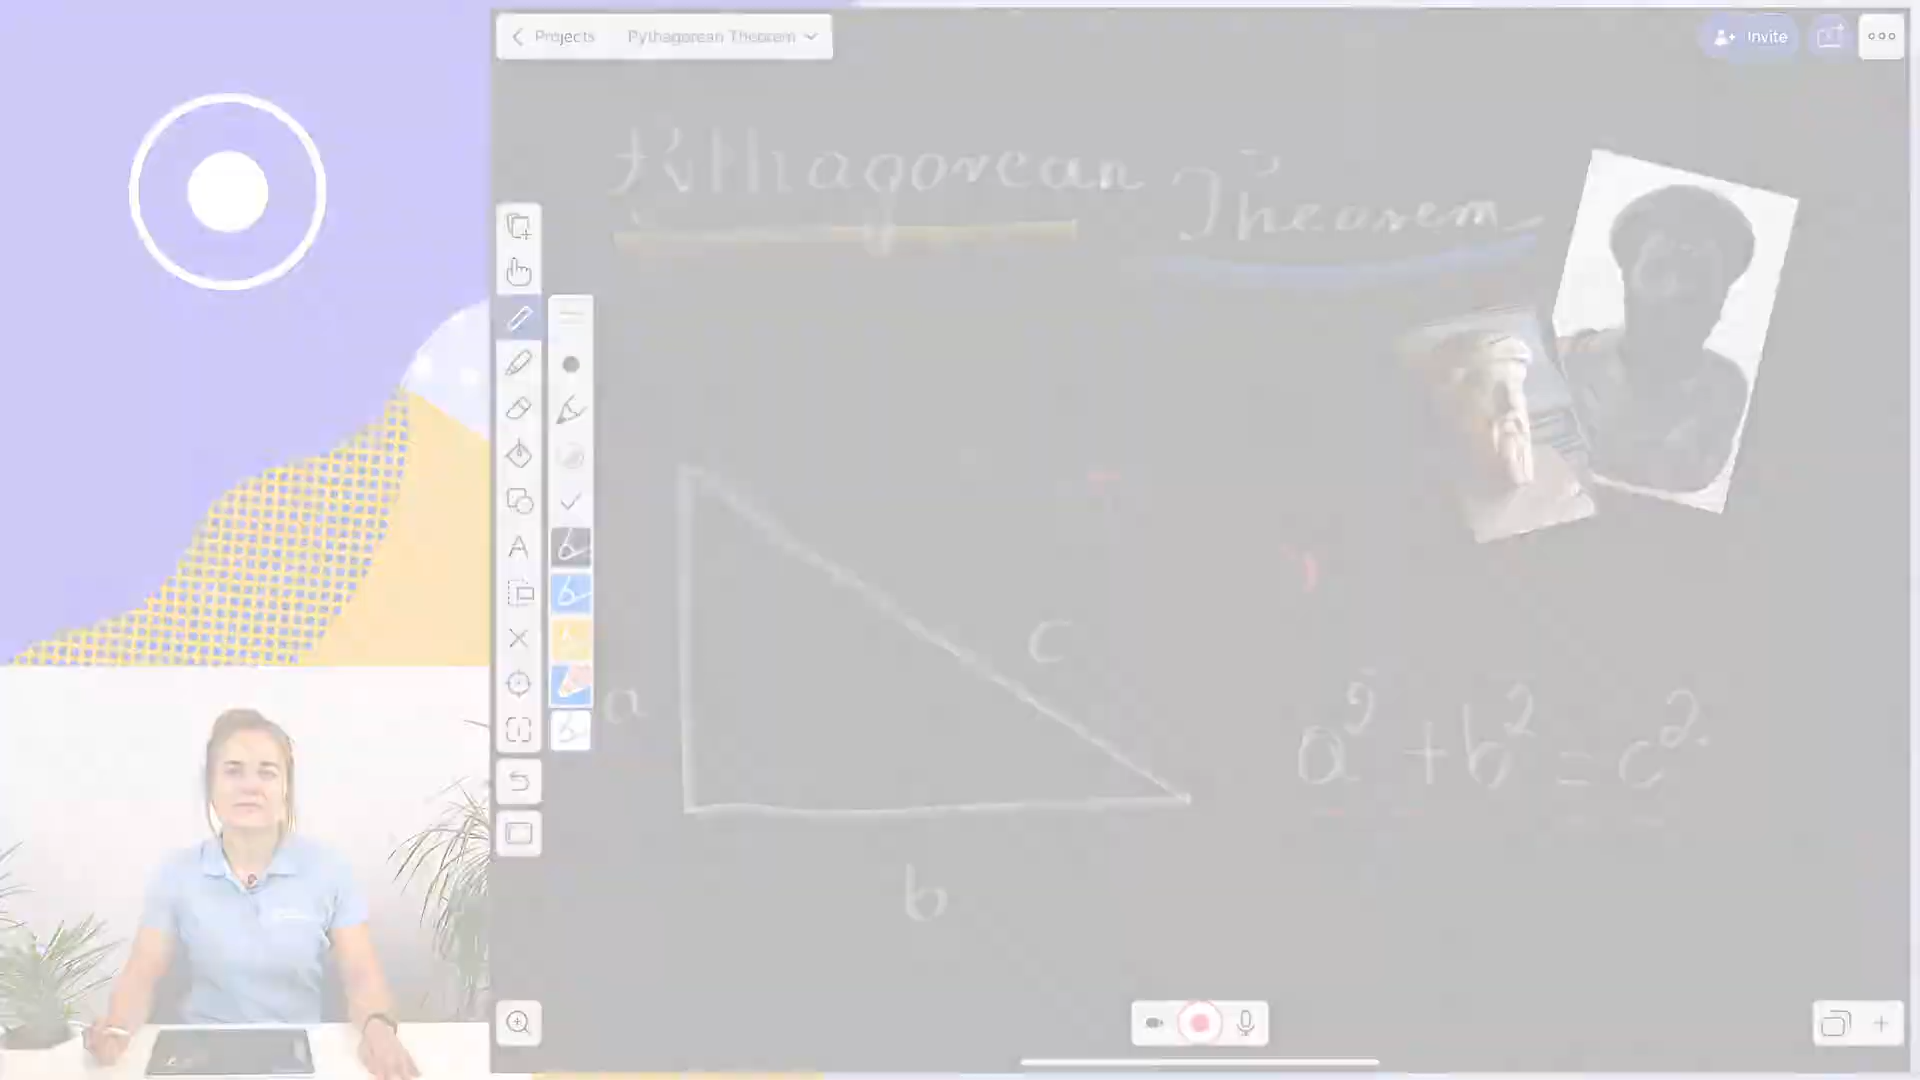 Projects
Pythagorean Theorem
Invite
Pythagorean
Theorem
A
a
c
b
a² + b² = c²